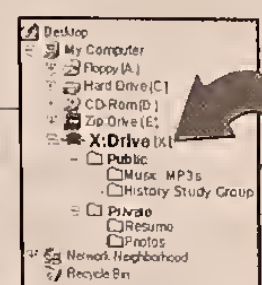 Desktop
My Computer
Floppy (A:)
Hard Drive (C:)
CD-Rom (D:)
Zip Drive (E:)
X:Drive (X:)
Public
Music MP3s
History Study Group
Private
Resume
Photos
Network Neighborhood
Recycle Bin